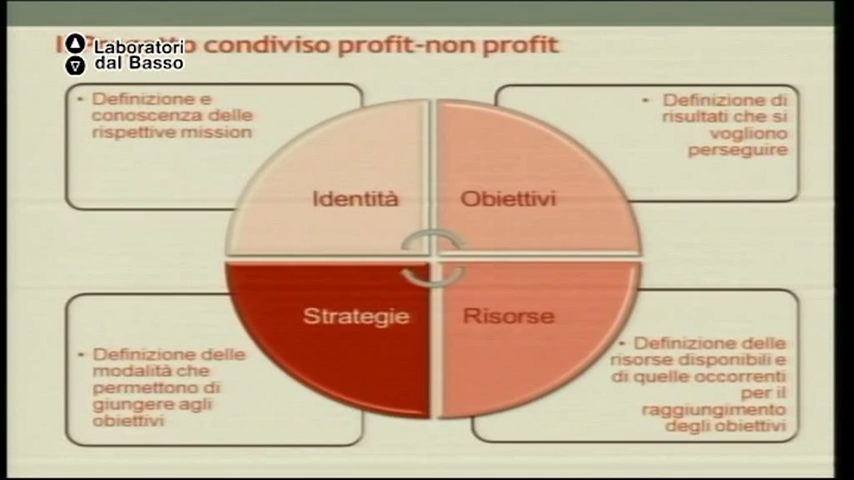 Laboratori
dal Basso
condiviso profit-non profit
• Definizione e
conoscenza delle
rispettive mission
• Definizione di
risultati che si
vogliono
perseguire
Identità
Obiettivi
Strategie
Risorse
• Definizione delle
modalità che
permettono di
giungere agli
obiettivi
• Definizione delle
risorse disponibili e
di quelle occorrenti
per il
raggiungimento
degli obiettivi